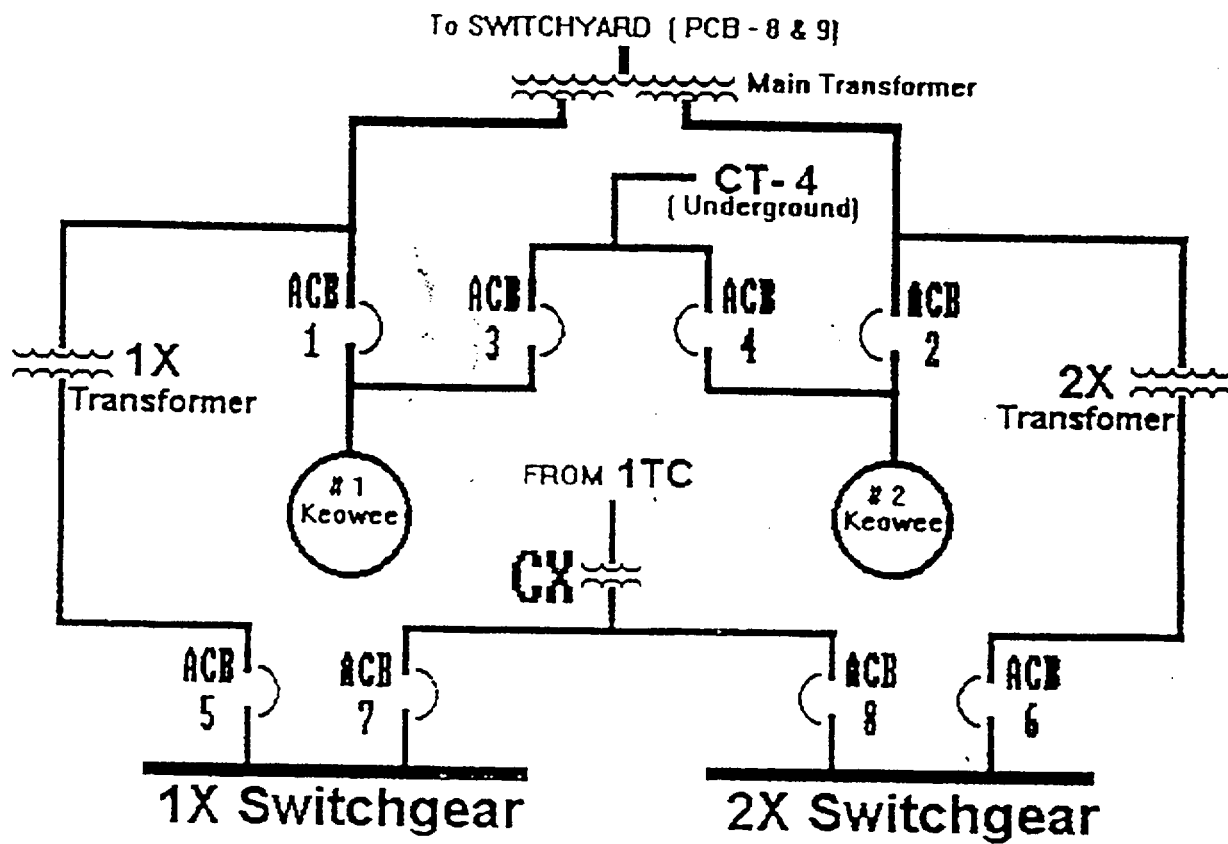 To SWITCHYARD ( PCB - 8 & 9)
Main Transformer
CT- 4
( Underground)
ACB
1
ACB
3
ACB
4
ACB
2
1X
Transformer
2X
Transfomer
# 1
Keowee
FROM 1TC
# 2
Keowee
CX
ACB
5
ACB
7
ACB
8
ACB
6
1X Switchgear
2X Switchgear